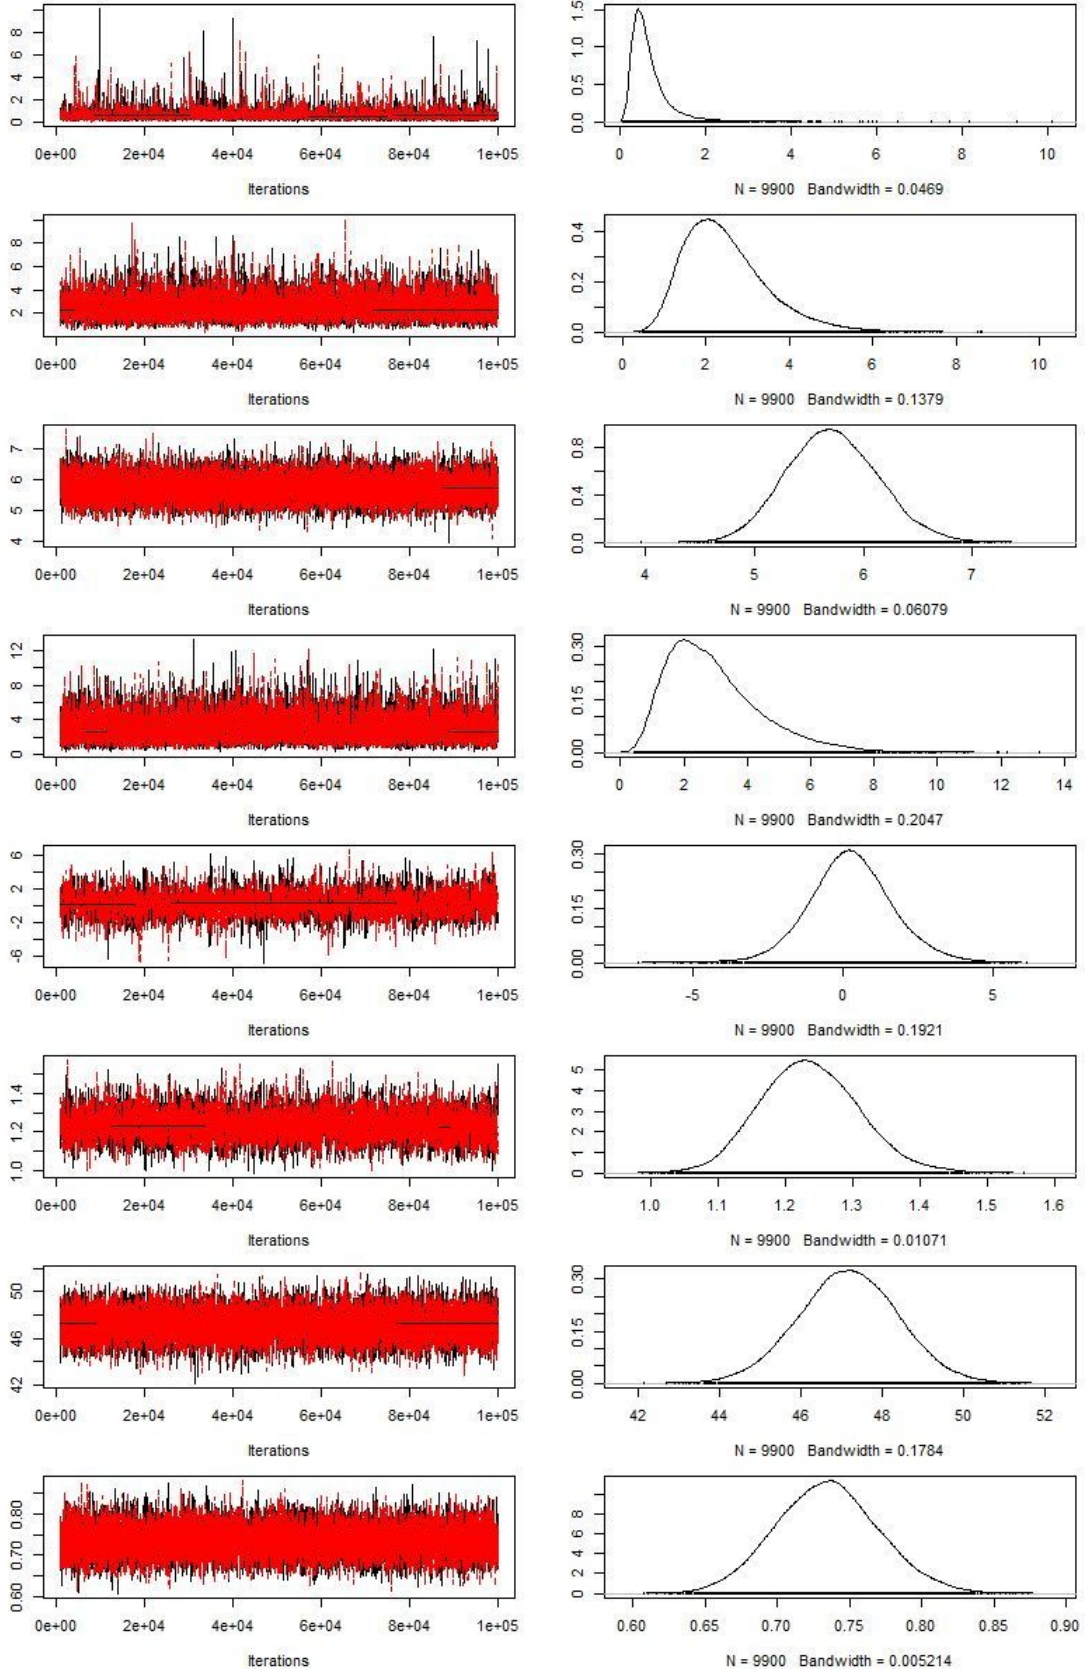 0 2 4 6 8
0e+00 2e+04 4e+04 6e+04 8e+04 1e+05
Iterations
0.0 0.5 1.0 1.5
0 2 4 6 8 10
N = 9900 Bandwidth = 0.0469
2 4 6 8
0e+00 2e+04 4e+04 6e+04 8e+04 1e+05
Iterations
0.0 0.2 0.4
0 2 4 6 8 10
N = 9900 Bandwidth = 0.1379
4 5 6 7
0e+00 2e+04 4e+04 6e+04 8e+04 1e+05
Iterations
0.0 0.4 0.8
4 5 6 7
N = 9900 Bandwidth = 0.06079
0 4 8 12
0e+00 2e+04 4e+04 6e+04 8e+04 1e+05
Iterations
0.00 0.15 0.30
0 2 4 6 8 10 12 14
N = 9900 Bandwidth = 0.2047
-6 -2 2 6
0e+00 2e+04 4e+04 6e+04 8e+04 1e+05
Iterations
0.00 0.15 0.30
-5 0 5
N = 9900 Bandwidth = 0.1921
1.0 1.2 1.4
0e+00 2e+04 4e+04 6e+04 8e+04 1e+05
Iterations
0 1 2 3 4 5
1.0 1.1 1.2 1.3 1.4 1.5 1.6
N = 9900 Bandwidth = 0.01071
42 46 50
0e+00 2e+04 4e+04 6e+04 8e+04 1e+05
Iterations
0.00 0.15 0.30
42 44 46 48 50 52
N = 9900 Bandwidth = 0.1784
0.60 0.70 0.80
0e+00 2e+04 4e+04 6e+04 8e+04 1e+05
Iterations
0 2 4 6 8
0.60 0.65 0.70 0.75 0.80 0.85 0.90
N = 9900 Bandwidth = 0.005214